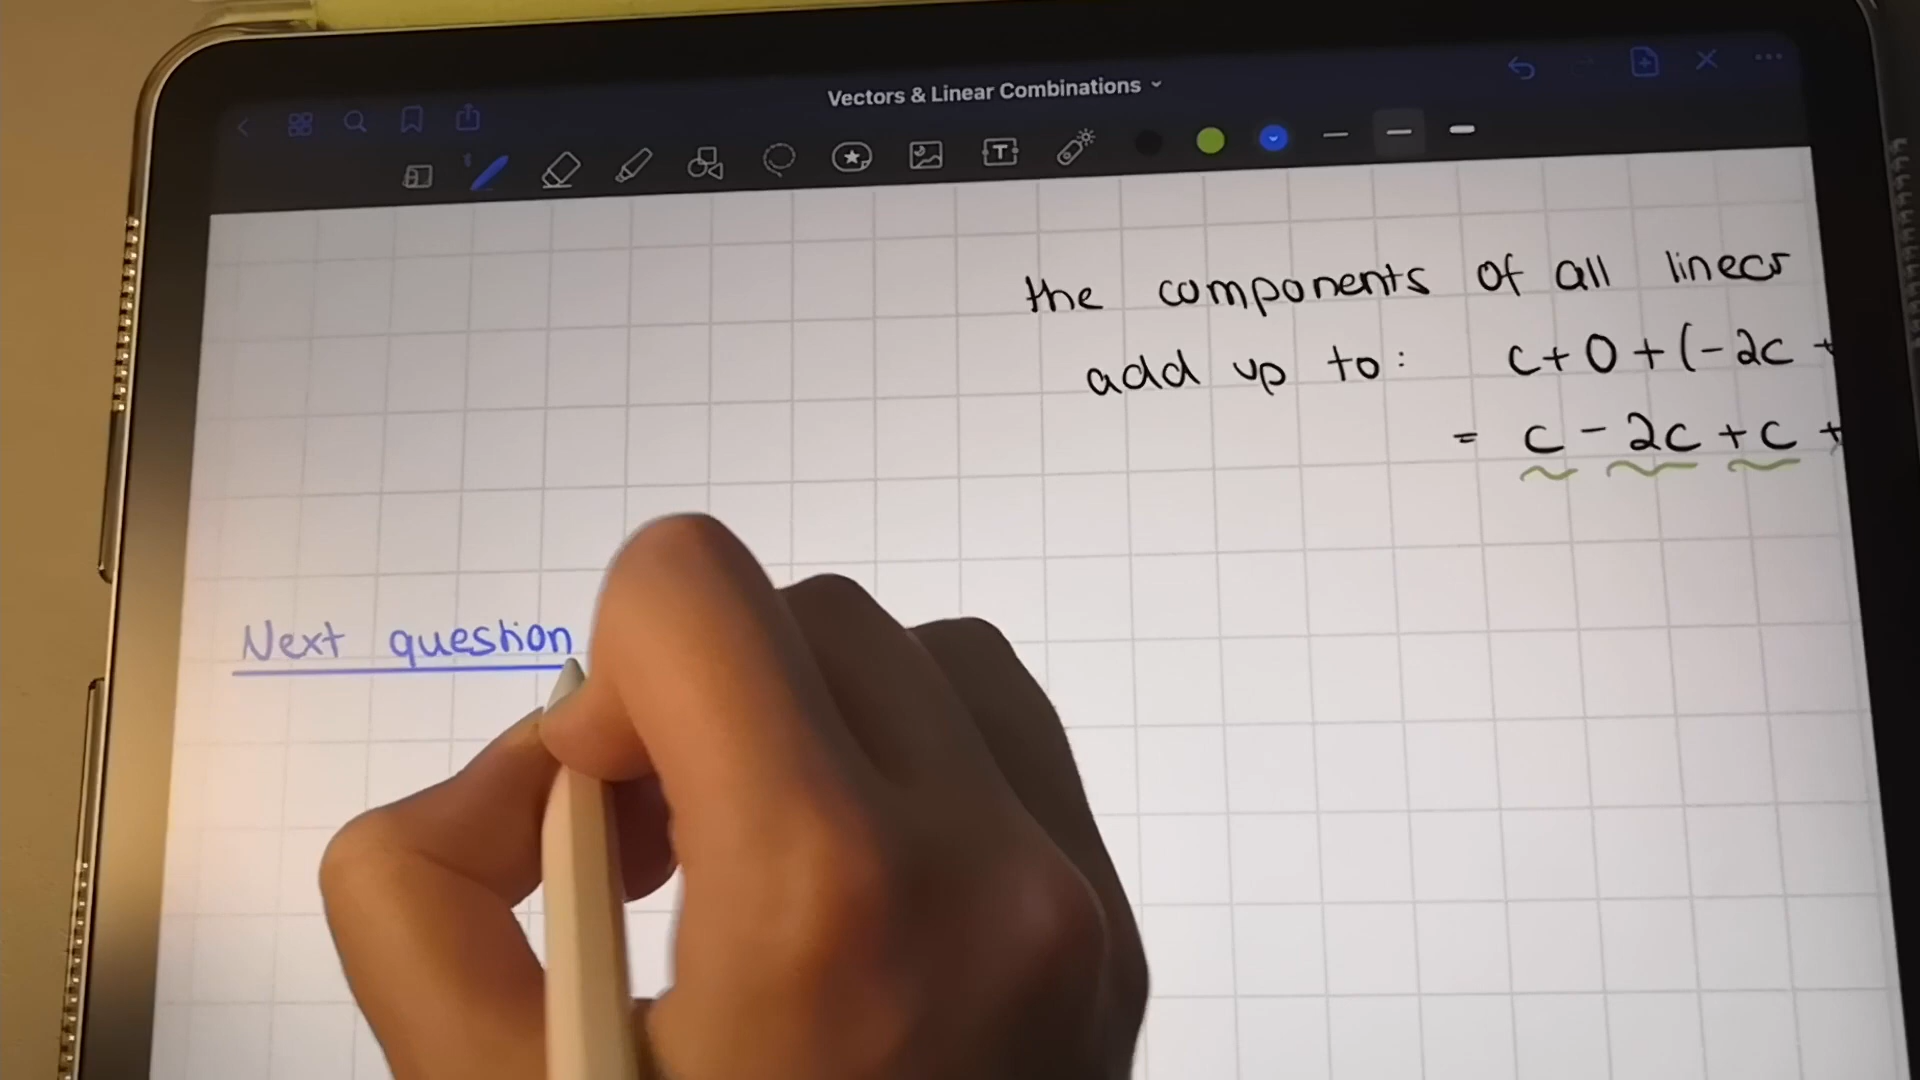 Vectors & Linear Combinations
the components of all linear
add up to: c+0+(-2c +
= c - 2c + c +
Next question